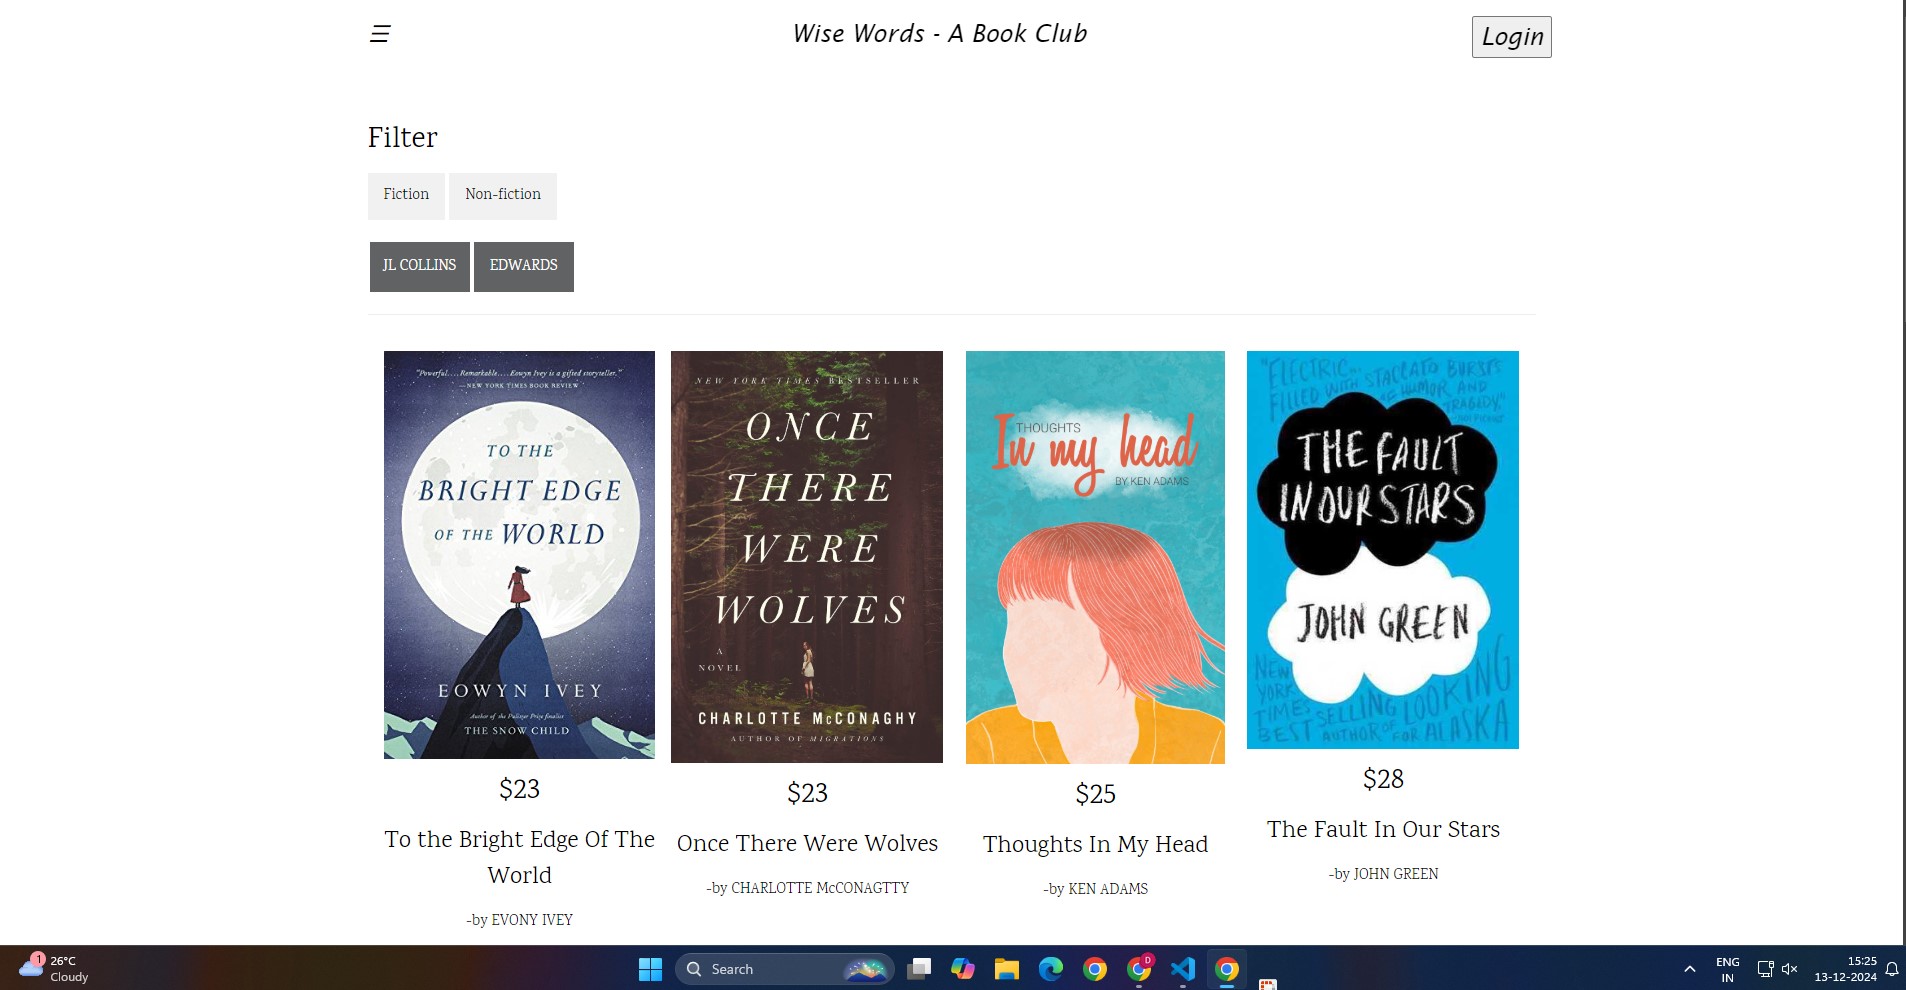 ☰ Wise Words - A Book Club Login
Filter
Fiction Non-fiction
JL COLLINS EDWARDS
"Powerful....Remarkable....Eowyn Ivey is a gifted storyteller."
—NEW YORK TIMES BOOK REVIEW
TO THE
BRIGHT EDGE
OF THE WORLD
EOWYN IVEY
Author of the Pulitzer Prize finalist
THE SNOW CHILD
NEW YORK TIMES BESTSELLER
ONCE
THERE
WERE
WOLVES
A
NOVEL
CHARLOTTE McCONAGHY
AUTHOR OF MIGRATIONS
THOUGHTS
In my head
BY KEN ADAMS
"ELECTRIC...
FILLED WITH STACCATO BURSTS
OF HUMOR AND
TRAGEDY."
THE FAULT
IN OUR STARS
JOHN GREEN
NEW
YORK
TIMES
BEST SELLING
AUTHOR OF LOOKING
FOR ALASKA
$23
To the Bright Edge Of The
World
-by EVONY IVEY
$23
Once There Were Wolves
-by CHARLOTTE McCONAGTTY
$25
Thoughts In My Head
-by KEN ADAMS
$28
The Fault In Our Stars
-by JOHN GREEN
1
26°C
Cloudy
Search
D
ENG
IN
15:25
13-12-2024